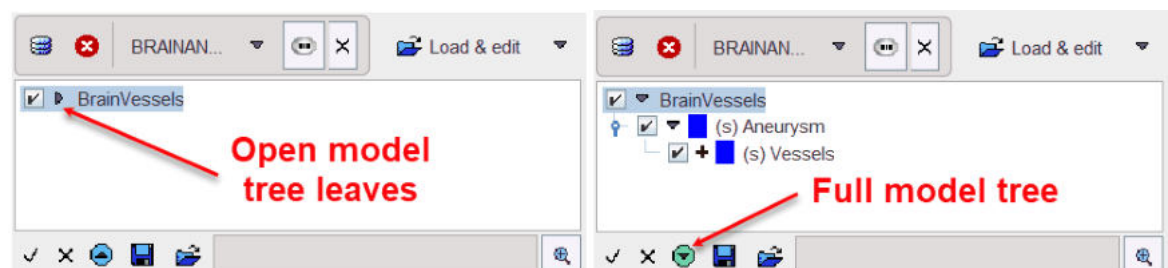 BRAINAN...
Load & edit
BrainVessels
Open model
tree leaves
BRAINAN...
Load & edit
BrainVessels
(s) Aneurysm
(s) Vessels
Full model tree